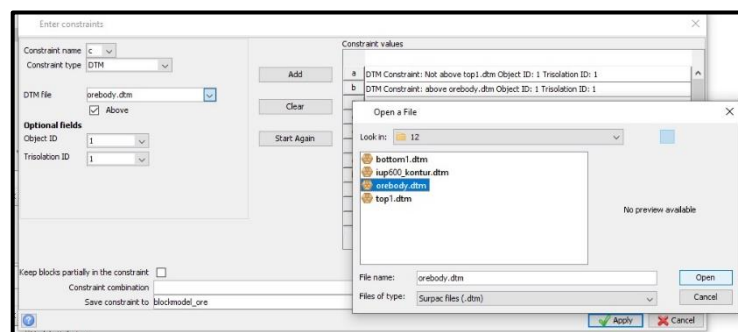 Enter constraints
Constraint name c
Constraint type DTM
DTM file orebody.dtm
Above
Optional fields
Object ID 1
Trisolation ID 1
Add
Clear
Start Again
Constraint values
a DTM Constraint: Not above top1.dtm Object ID: 1 Trisolation ID: 1
b DTM Constraint: above orebody.dtm Object ID: 1 Trisolation ID: 1
Open a File
Look in: 12
bottom1.dtm
iup600_kontur.dtm
orebody.dtm
top1.dtm
No preview available
File name: orebody.dtm Open
Files of type: Surpac files (.dtm) Cancel
Keep blocks partially in the constraint
Constraint combination
Save constraint to blockmodel_ore
Apply Cancel